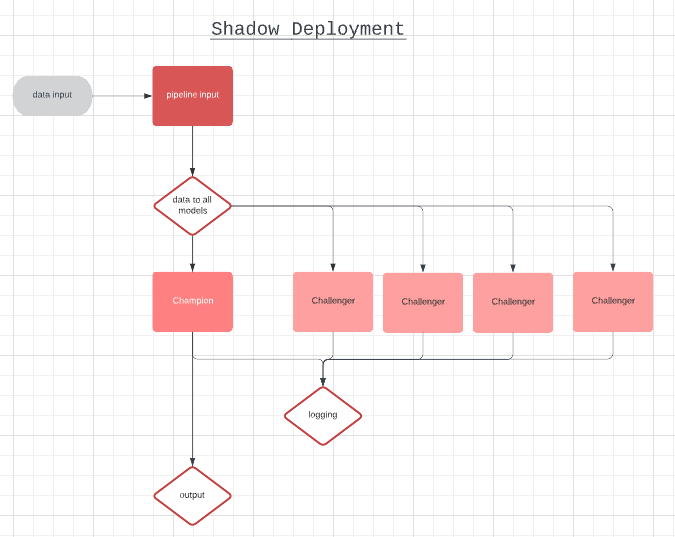 Shadow Deployment
data input
pipeline input
data to all
models
Champion
Challenger
Challenger
Challenger
Challenger
logging
output